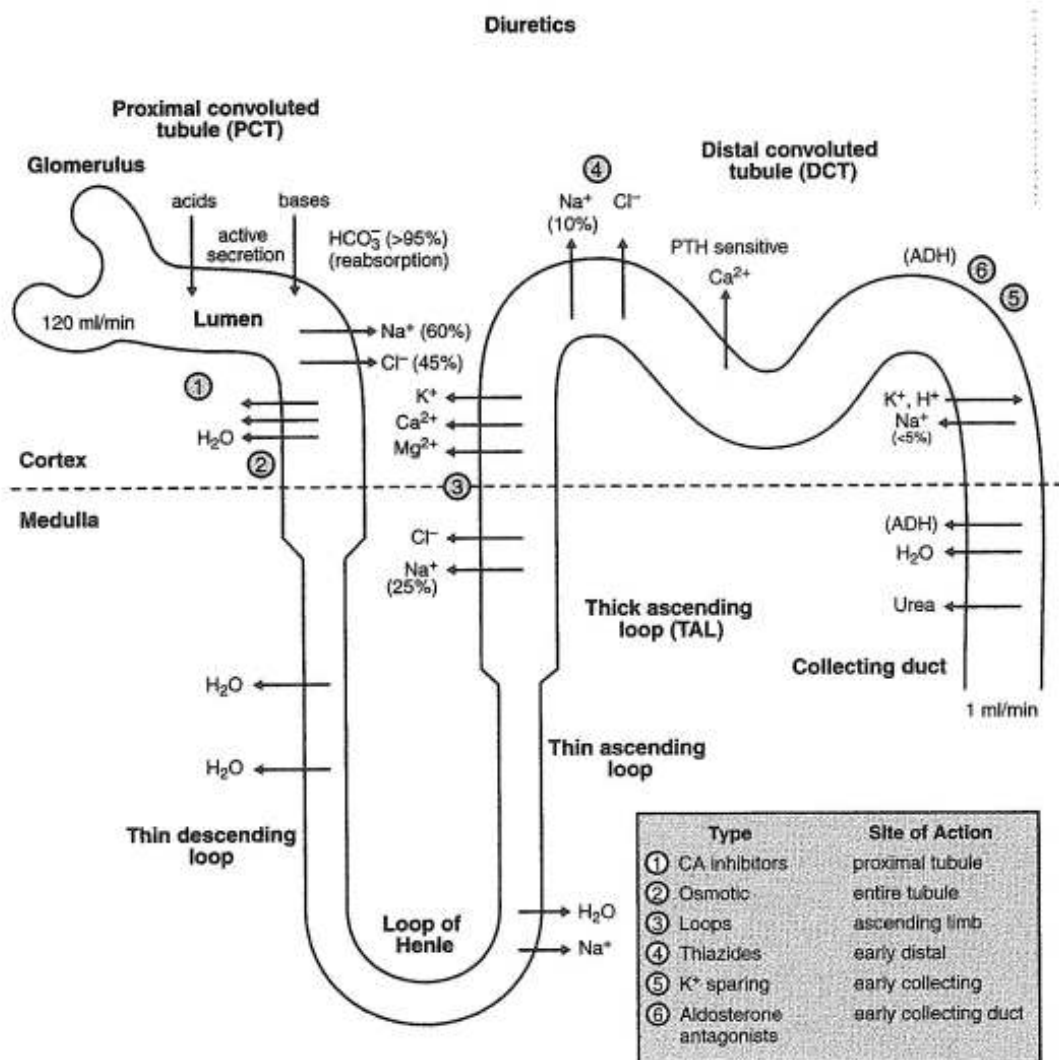 Diuretics
Proximal convoluted
tubule (PCT)
Glomerulus
acids
bases
active
secretion
HCO₃⁻ (>95%)
(reabsorption)
120 ml/min
Lumen
Na⁺ (60%)
Cl⁻ (45%)
①
H₂O
②
Cortex
Medulla
K⁺
Ca²⁺
Mg²⁺
③
Cl⁻
Na⁺
(25%)
④
Na⁺
(10%)
Cl⁻
Distal convoluted
tubule (DCT)
PTH sensitive
Ca²⁺
(ADH)
⑥
⑤
K⁺, H⁺
Na⁺
(<5%)
(ADH)
H₂O
Urea
Collecting duct
1 ml/min
Thick ascending
loop (TAL)
Thin ascending
loop
H₂O
H₂O
Thin descending
loop
Loop of
Henle
H₂O
Na⁺
Type Site of Action
① CA inhibitors proximal tubule
② Osmotic entire tubule
③ Loops ascending limb
④ Thiazides early distal
⑤ K⁺ sparing early collecting
⑥ Aldosterone early collecting duct
antagonists